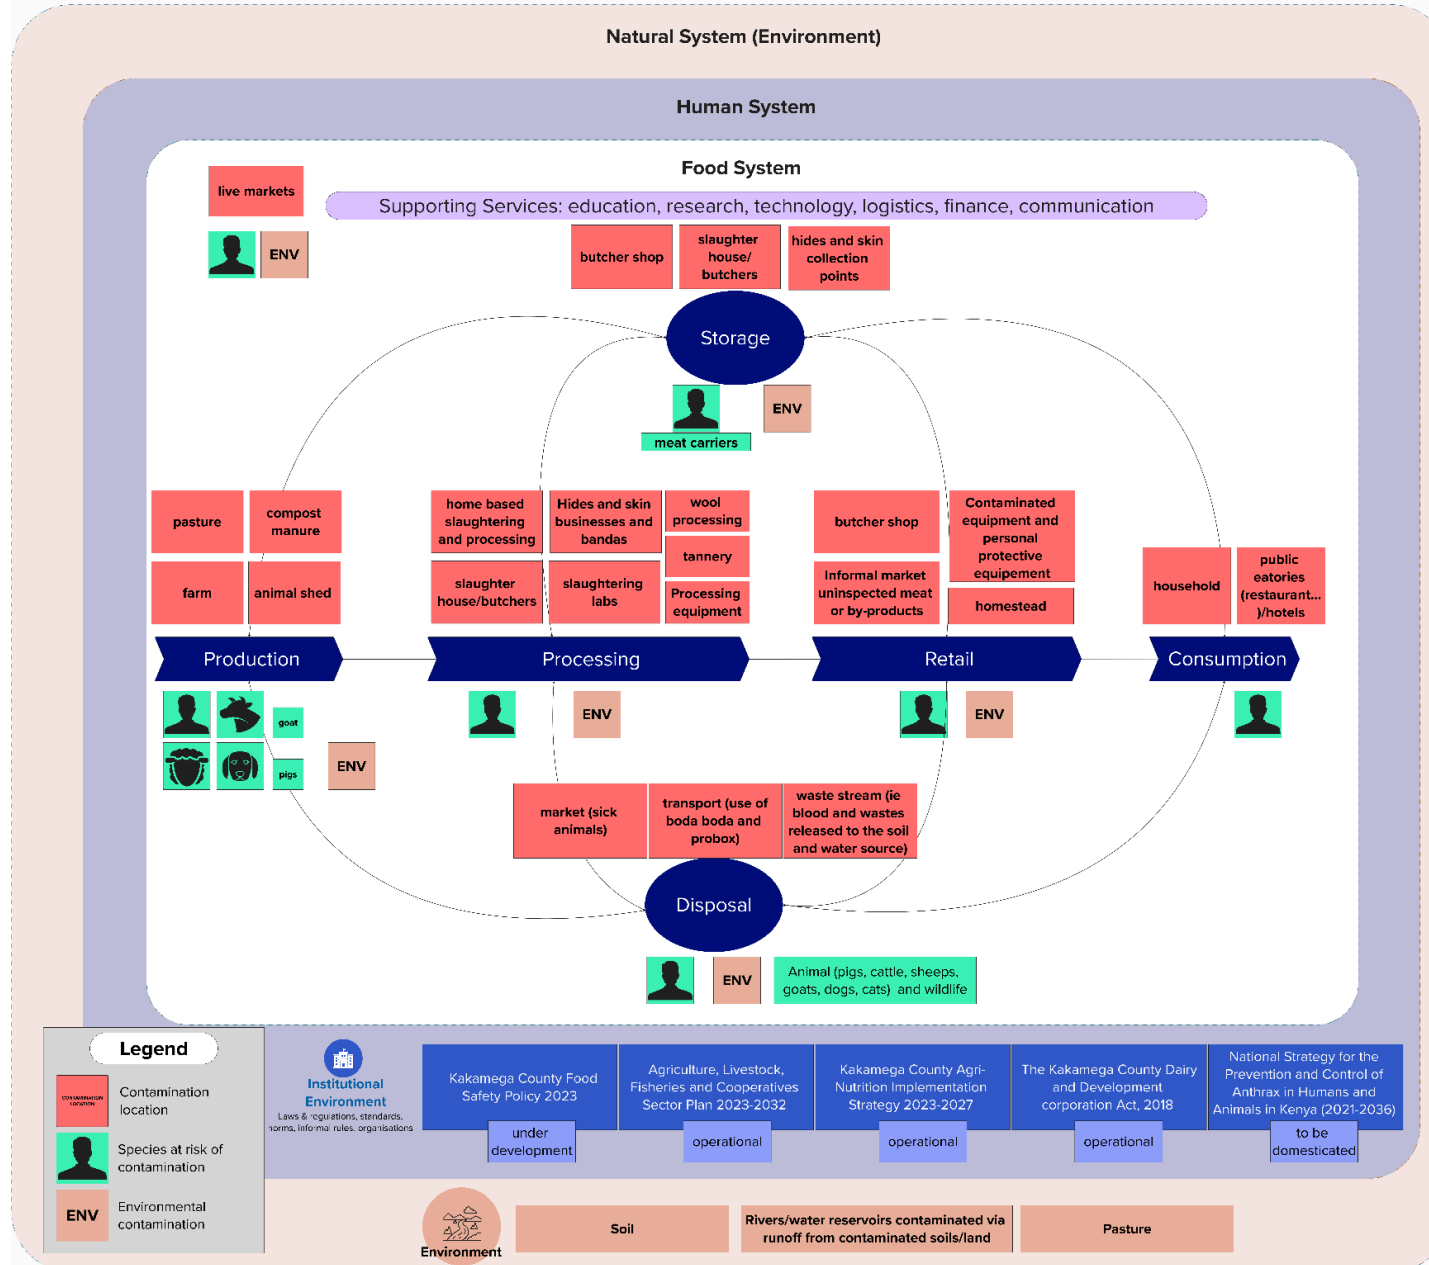 Natural System (Environment)
Human System
Food System
live markets
Supporting Services: education, research, technology, logistics, finance, communication
ENV
butcher shop
slaughter
house/
butchers
hides and skin
collection
points
Storage
ENV
meat carriers
pasture
compost
manure
farm
animal shed
home based
slaughtering
and processing
Hides and skin
businesses and
bandas
wool
processing
tannery
slaughter
house/butchers
slaughtering
labs
Processing
equipment
butcher shop
Contaminated
equipment and
personal
protective
equipement
Informal market
uninspected meat
or by-products
homestead
household
public
eatories
(restaurant...
)/hotels
Production
Processing
Retail
Consumption
goat
pigs
ENV
ENV
ENV
market (sick
animals)
transport (use of
boda boda and
probox)
waste stream (ie
blood and wastes
released to the soil
and water source)
Disposal
ENV
Animal (pigs, cattle, sheeps,
goats, dogs, cats) and wildlife
Legend
CONTAMINATION
LOCATION
Contamination
location
Species at risk of
contamination
ENV
Environmental
contamination
Institutional
Environment
Laws & regulations, standards,
norms, informal rules, organisations
Kakamega County Food
Safety Policy 2023
under
development
Agriculture, Livestock,
Fisheries and Cooperatives
Sector Plan 2023-2032
operational
Kakamega County Agri-
Nutrition Implementation
Strategy 2023-2027
operational
The Kakamega County Dairy
and Development
corporation Act, 2018
operational
National Strategy for the
Prevention and Control of
Anthrax in Humans and
Animals in Kenya (2021-2036)
to be
domesticated
Environment
Soil
Rivers/water reservoirs contaminated via
runoff from contaminated soils/land
Pasture